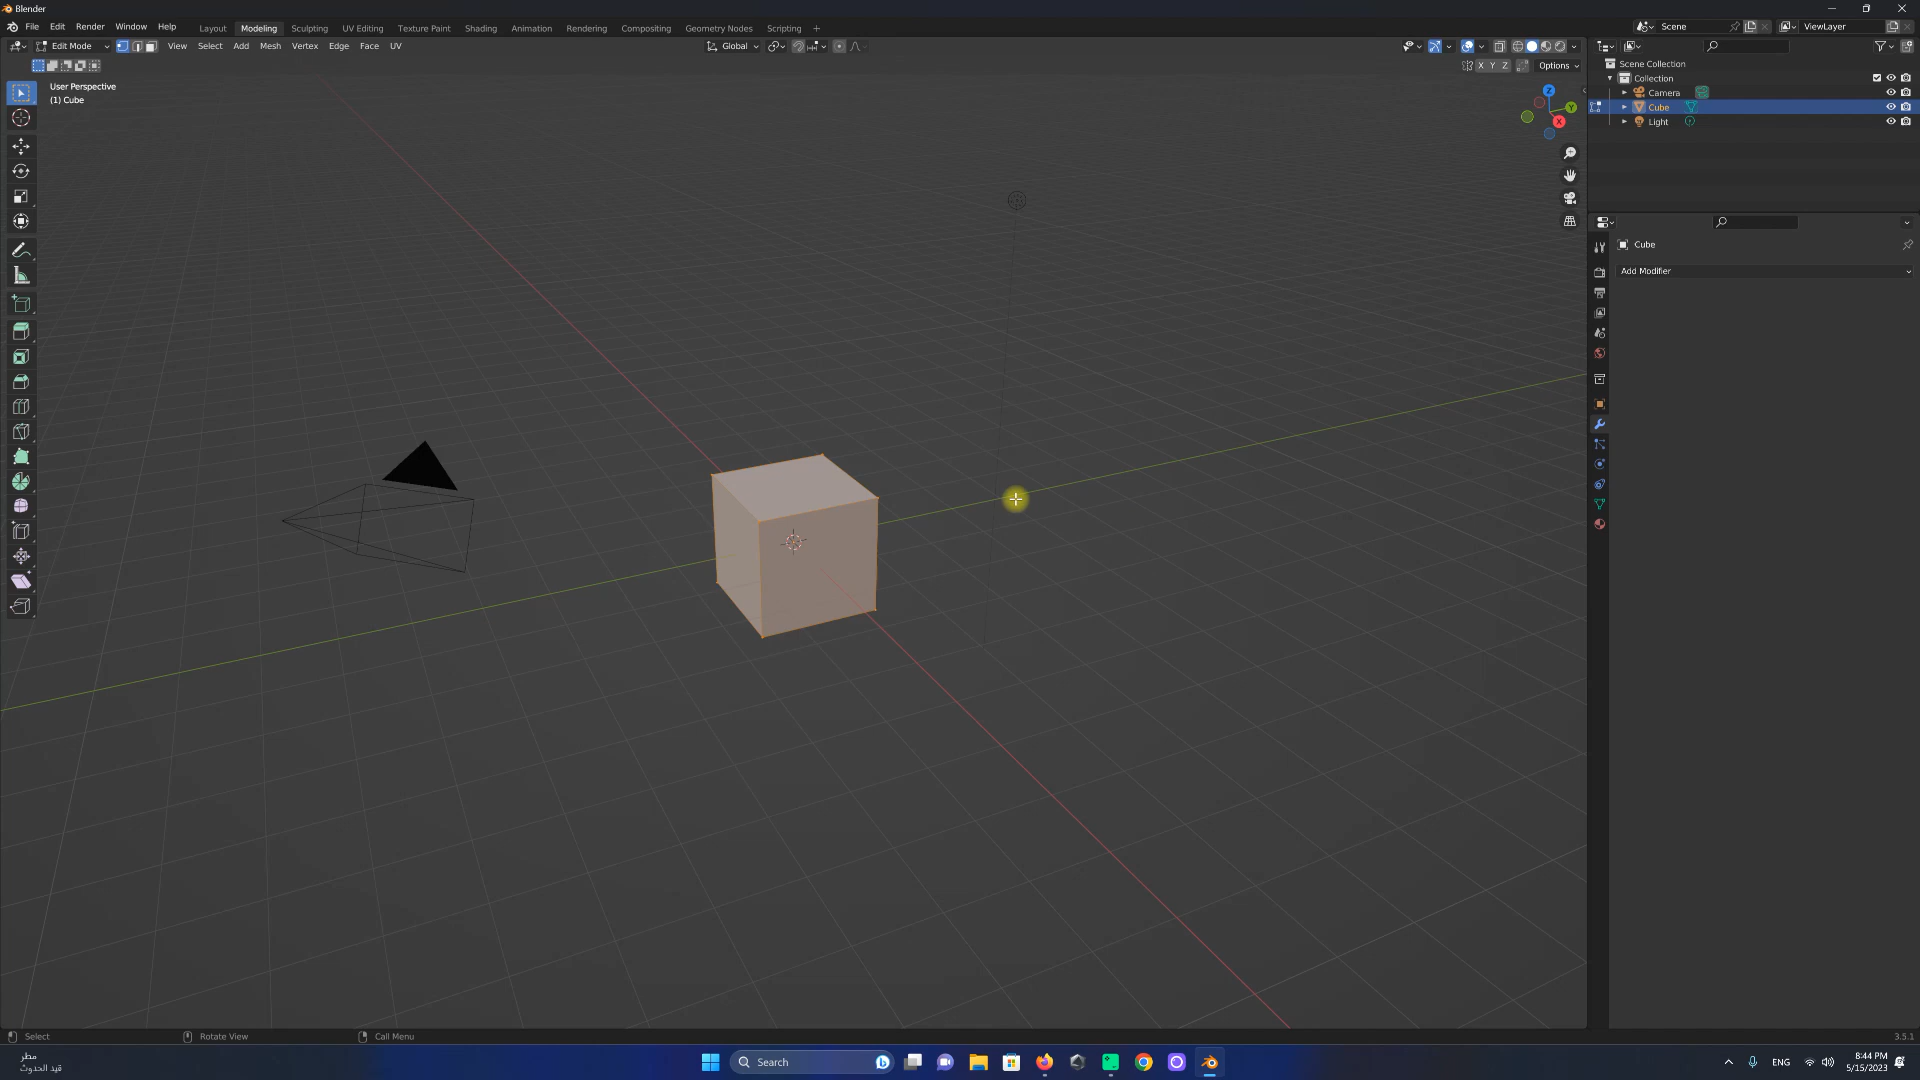 Blender
File Edit Render Window Help
Layout Modeling Sculpting UV Editing Texture Paint Shading Animation Rendering Compositing Geometry Nodes Scripting +
Scene
ViewLayer
Edit Mode
View Select Add Mesh Vertex Edge Face UV
Global
X Y Z
Options
User Perspective
(1) Cube
Z
Y
X
Scene Collection
Collection
Camera
Cube
Light
Cube
Add Modifier
Select
Rotate View
Call Menu
3.5.1
مطر
قيد الحدوث
Search
ENG
8:44 PM
5/15/2023